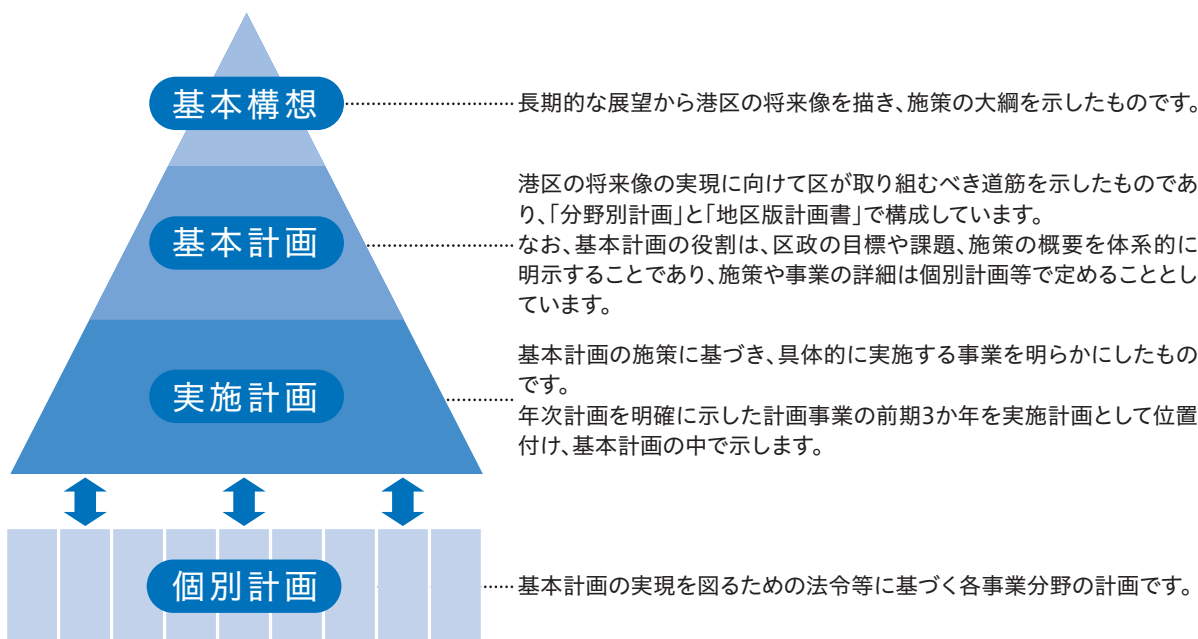 基本構想
長期的な展望から港区の将来像を描き、施策の大綱を示したものです。
基本計画
港区の将来像の実現に向けて区が取り組むべき道筋を示したものであ
り、「分野別計画」と「地区版計画書」で構成しています。
なお、基本計画の役割は、区政の目標や課題、施策の概要を体系的に
明示することであり、施策や事業の詳細は個別計画等で定めることとし
ています。
実施計画
基本計画の施策に基づき、具体的に実施する事業を明らかにしたもの
です。
年次計画を明確に示した計画事業の前期3か年を実施計画として位置
付け、基本計画の中で示します。
個別計画
基本計画の実現を図るための法令等に基づく各事業分野の計画です。